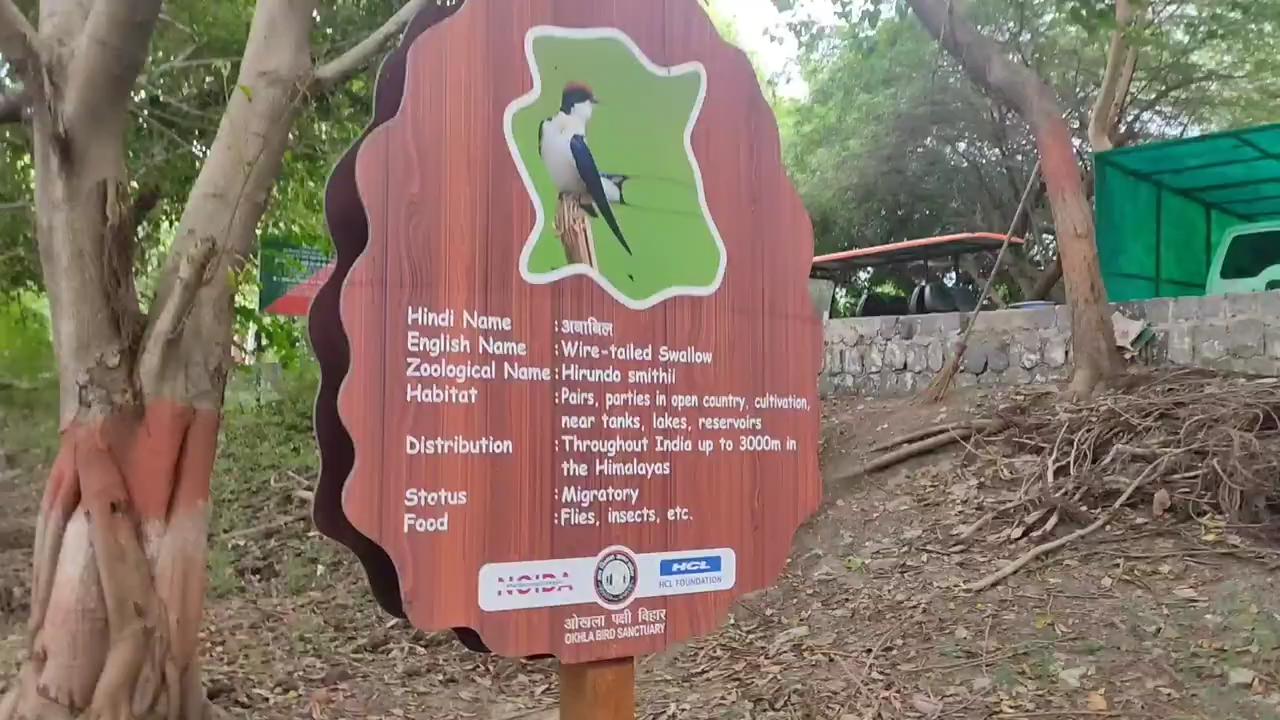 Hindi Name : अबाबिल
English Name : Wire-tailed Swallow
Zoological Name : Hirundo smithii
Habitat : Pairs, parties in open country, cultivation,
near tanks, lakes, reservoirs
Distribution : Throughout India up to 3000m in
the Himalayas
Status : Migratory
Food : Flies, insects, etc.
NOIDA
HCL
HCL FOUNDATION
ओखला पक्षी विहार
OKHLA BIRD SANCTUARY